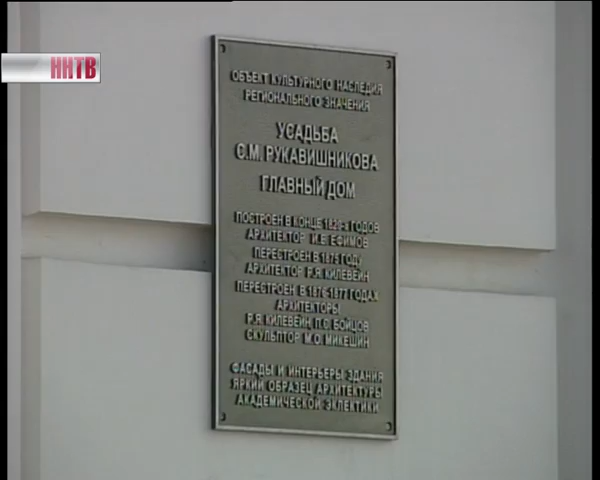 ННТВ
ОБЪЕКТ КУЛЬТУРНОГО НАСЛЕДИЯ
РЕГИОНАЛЬНОГО ЗНАЧЕНИЯ
УСАДЬБА
С.М. РУКАВИШНИКОВА
ГЛАВНЫЙ ДОМ
ПОСТРОЕН В КОНЦЕ 1820-х ГОДОВ
АРХИТЕКТОР И.Е. ЕФИМОВ
ПЕРЕСТРОЕН В 1875 ГОДУ
АРХИТЕКТОР Р.Я. КИЛЕВЕЙН
ПЕРЕСТРОЕН В 1876-1877 ГОДАХ
АРХИТЕКТОРЫ
Р.Я. КИЛЕВЕЙН, П.С. БОЙЦОВ
СКУЛЬПТОР М.О. МИКЕШИН
ФАСАДЫ И ИНТЕРЬЕРЫ ЗДАНИЯ
ЯРКИЙ ОБРАЗЕЦ АРХИТЕКТУРЫ
АКАДЕМИЧЕСКОЙ ЭКЛЕКТИКИ